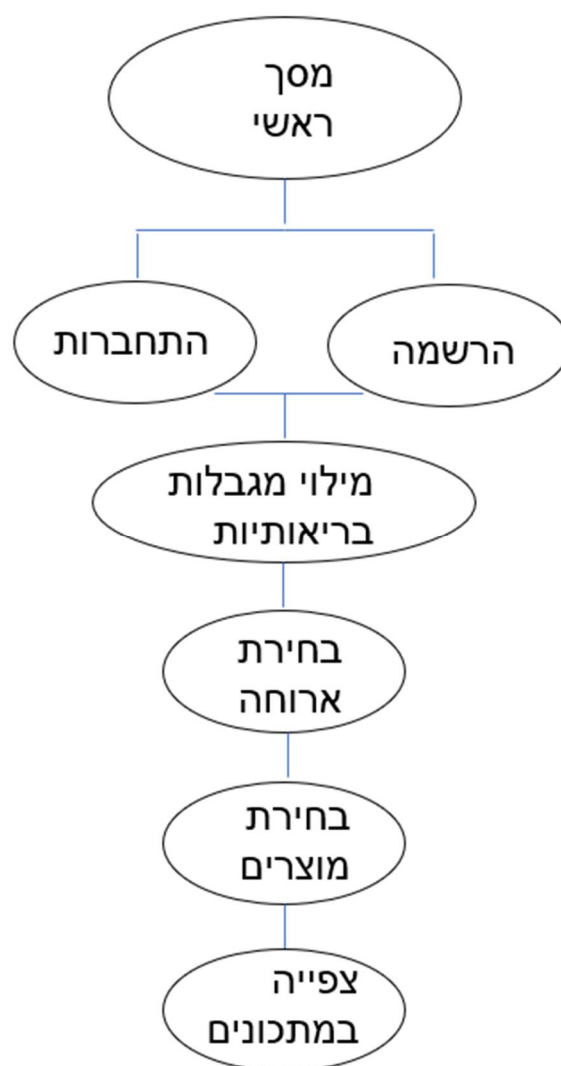 מסך
ראשי
הרשמה
התחברות
מילוי מגבלות
בריאותיות
בחירת
ארוחה
בחירת
מוצרים
צפייה
במתכונים